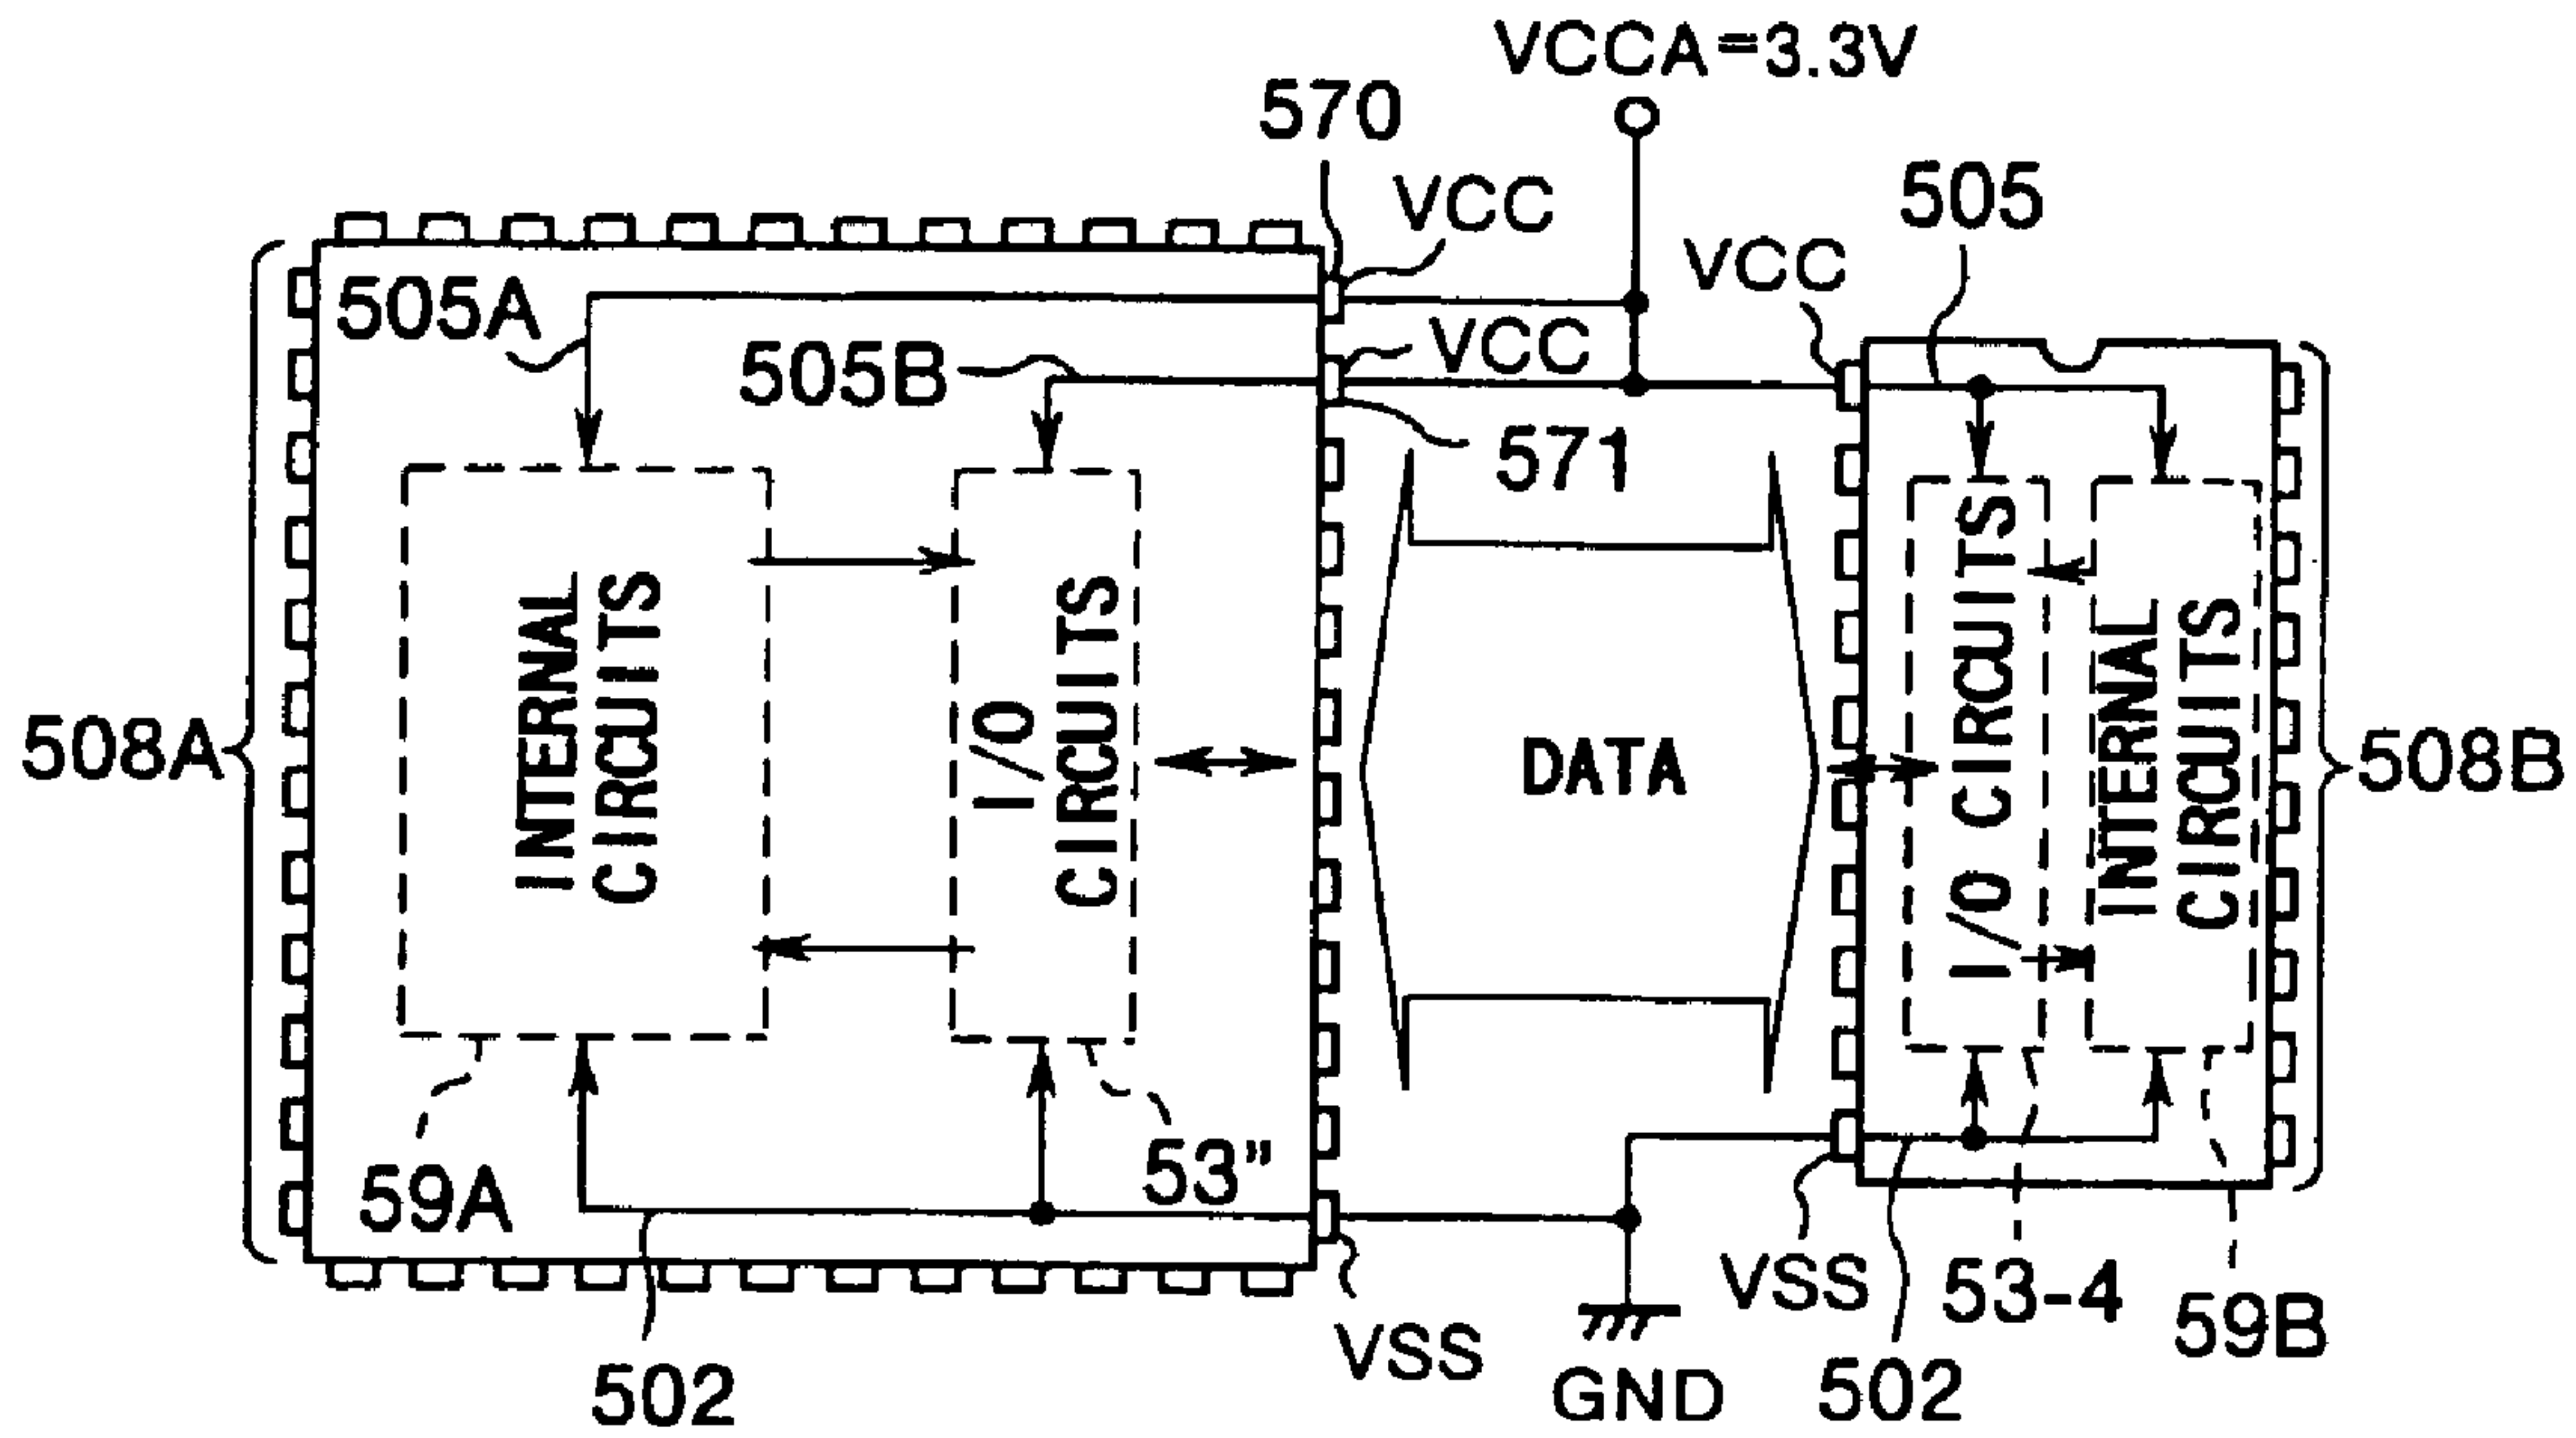 VCCA=3.3V
570
VCC
505
VCC
505A
VCC
505B
571
INTERNAL
CIRCUITS
I/O
CIRCUITS
DATA
I/O CIRCUITS
INTERNAL
CIRCUITS
508A
508B
59A
53”
VSS
53-4
59B
VSS
GND
502
502